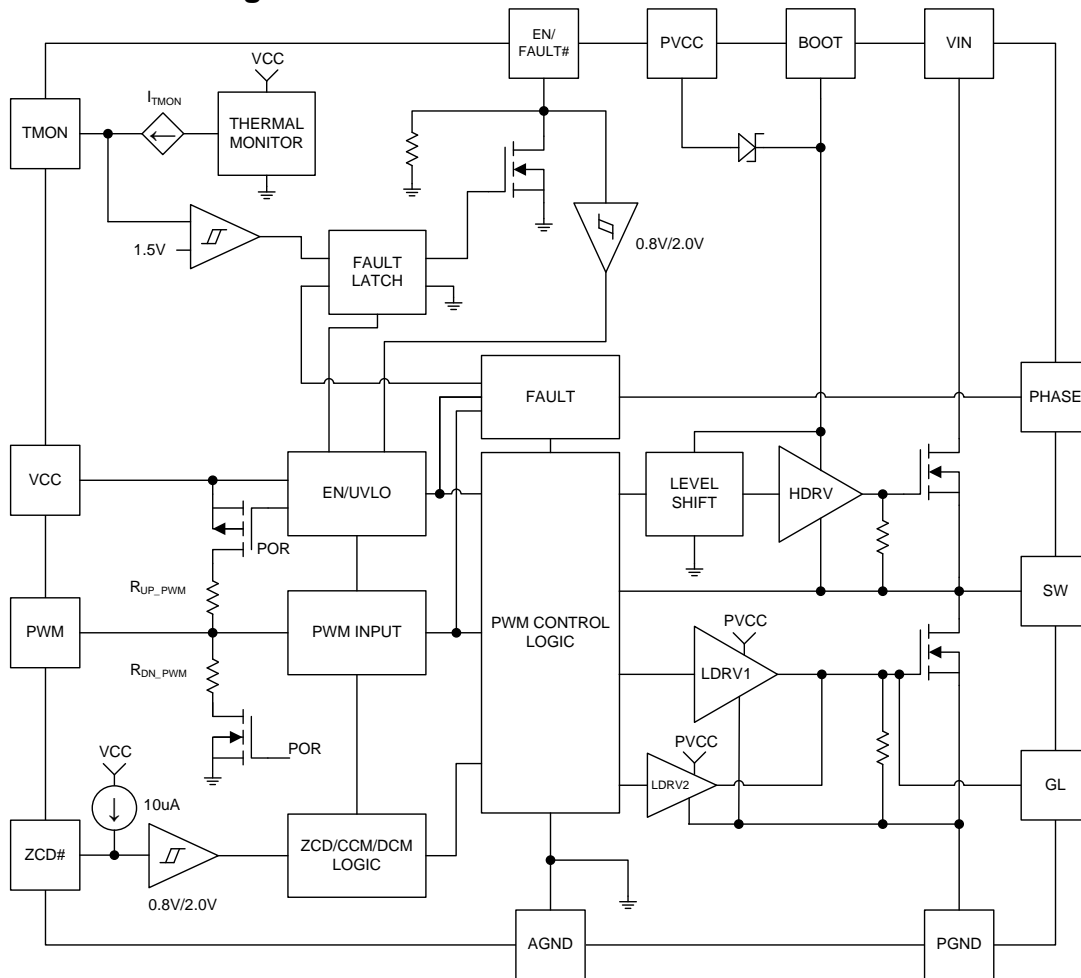 EN/
FAULT#
PVCC
BOOT
VIN
VCC
TMON
I_TMON
THERMAL
MONITOR
1.5V
FAULT
LATCH
0.8V/2.0V
FAULT
PHASE
VCC
EN/UVLO
LEVEL
SHIFT
HDRV
POR
R_UP_PWM
PWM
PWM INPUT
PWM CONTROL
LOGIC
SW
R_DN_PWM
PVCC
LDRV1
POR
VCC
PVCC
LDRV2
GL
10uA
ZCD#
ZCD/CCM/DCM
LOGIC
0.8V/2.0V
AGND
PGND